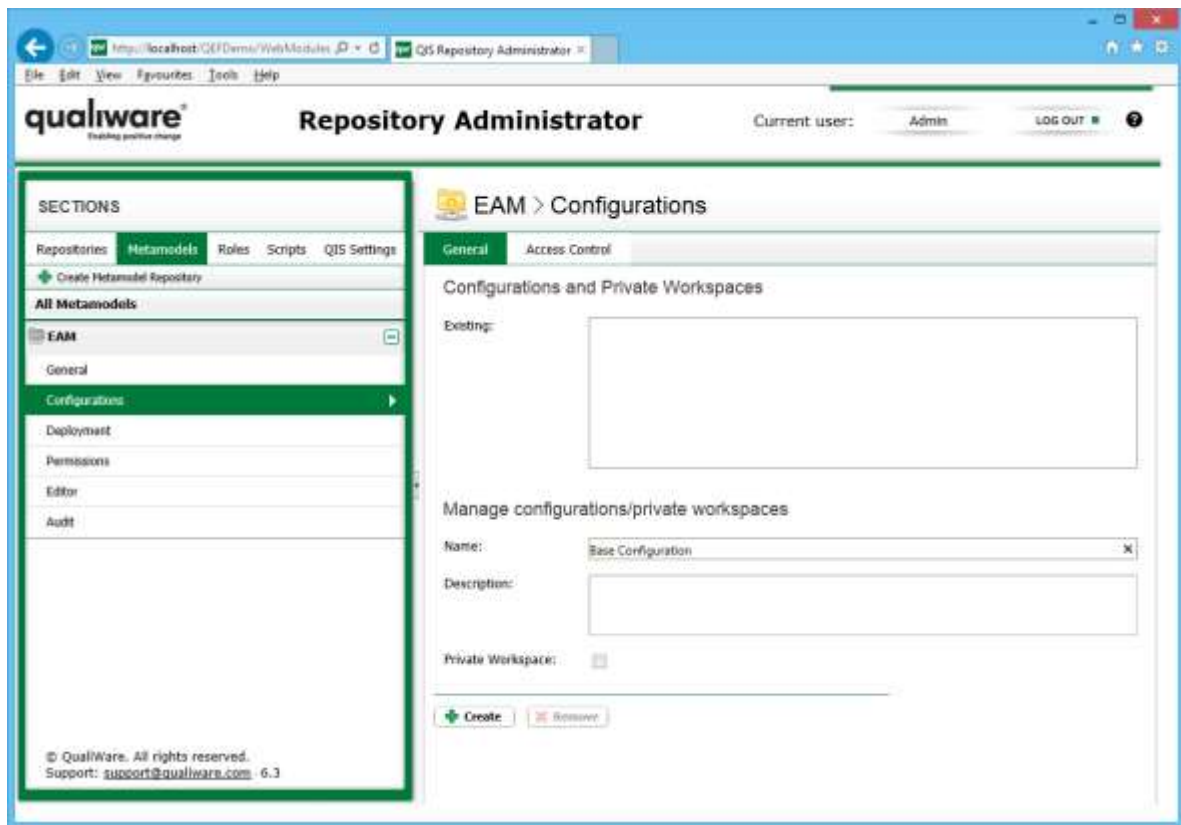 http://localhost/QEFDemo/WebModules
QIS Repository Administrator
File Edit View Favourites Tools Help
qualiware®
Enabling positive change
Repository Administrator
Current user:
Admin
LOG OUT
SECTIONS
EAM > Configurations
Repositories Metamodels Roles Scripts QIS Settings
General Access Control
Create Metamodel Repository
Configurations and Private Workspaces
All Metamodels
Existing:
EAM
General
Configurations
Deployment
Permissions
Editor
Audit
Manage configurations/private workspaces
Name:
Base Configuration
Description:
Private Workspace:
Create
Remove
© QualiWare. All rights reserved.
Support: support@qualiware.com 6.3